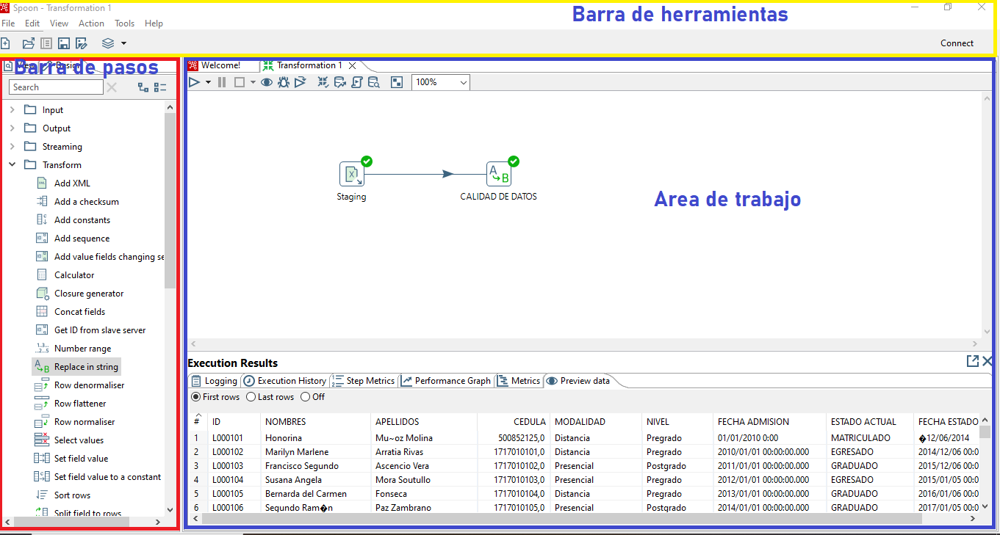 Spoon - Transformation 1
Barra de herramientas
File Edit View Action Tools Help
Connect
Barra de pasos
Search
Input
Output
Streaming
Transform
Add XML
Add a checksum
Add constants
Add sequence
Add value fields changing se
Calculator
Closure generator
Concat fields
Get ID from slave server
Number range
Replace in string
Row denormaliser
Row flattener
Row normaliser
Select values
Set field value
Set field value to a constant
Sort rows
Split field to rows
Welcome! Transformation 1
100%
Staging
CALIDAD DE DATOS
Area de trabajo
Execution Results
Logging Execution History Step Metrics Performance Graph Metrics Preview data
First rows Last rows Off
# ID NOMBRES APELLIDOS CEDULA MODALIDAD NIVEL FECHA ADMISION ESTADO ACTUAL FECHA ESTADO
1 L000101 Honorina Mu~oz Molina 500852125,0 Distancia Pregrado 01/01/2010 0:00 MATRICULADO �12/06/2014
2 L000102 Marilyn Marlene Arratia Rivas 1717010101,0 Distancia Pregrado 2010/01/01 00:00:00.000 EGRESADO 2014/12/06 00:0
3 L000103 Francisco Segundo Ascencio Vera 1717010102,0 Presencial Postgrado 2011/01/01 00:00:00.000 GRADUADO 2015/12/06 00:0
4 L000104 Susana Angela Mora Soutullo 1717010103,0 Presencial Pregrado 2012/01/01 00:00:00.000 EGRESADO 2015/01/05 00:0
5 L000105 Bernarda del Carmen Fonseca 1717010104,0 Distancia Pregrado 2013/01/01 00:00:00.000 GRADUADO 2016/01/06 00:0
6 L000106 Segundo Ram�n Paz Zambrano 1717010105,0 Presencial Postgrado 2014/01/01 00:00:00.000 GRADUADO 2017/01/05 00:0